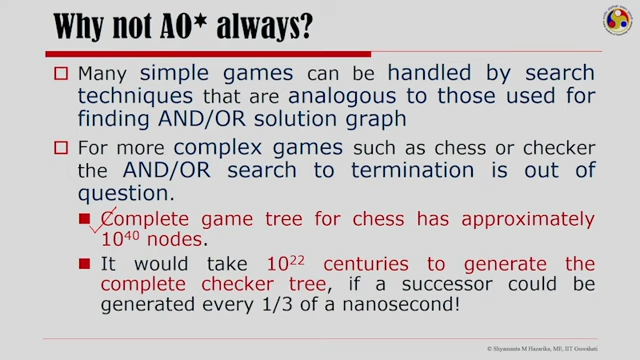 Why not AO* always?
Many simple games can be handled by search
techniques that are analogous to those used for
finding AND/OR solution graph
For more complex games such as chess or checker
the AND/OR search to termination is out of
question.
Complete game tree for chess has approximately
10⁴⁰ nodes.
It would take 10²² centuries to generate the
complete checker tree, if a successor could be
generated every 1/3 of a nanosecond!
© Shyamanta M Hazarika, ME, IIT Guwahati